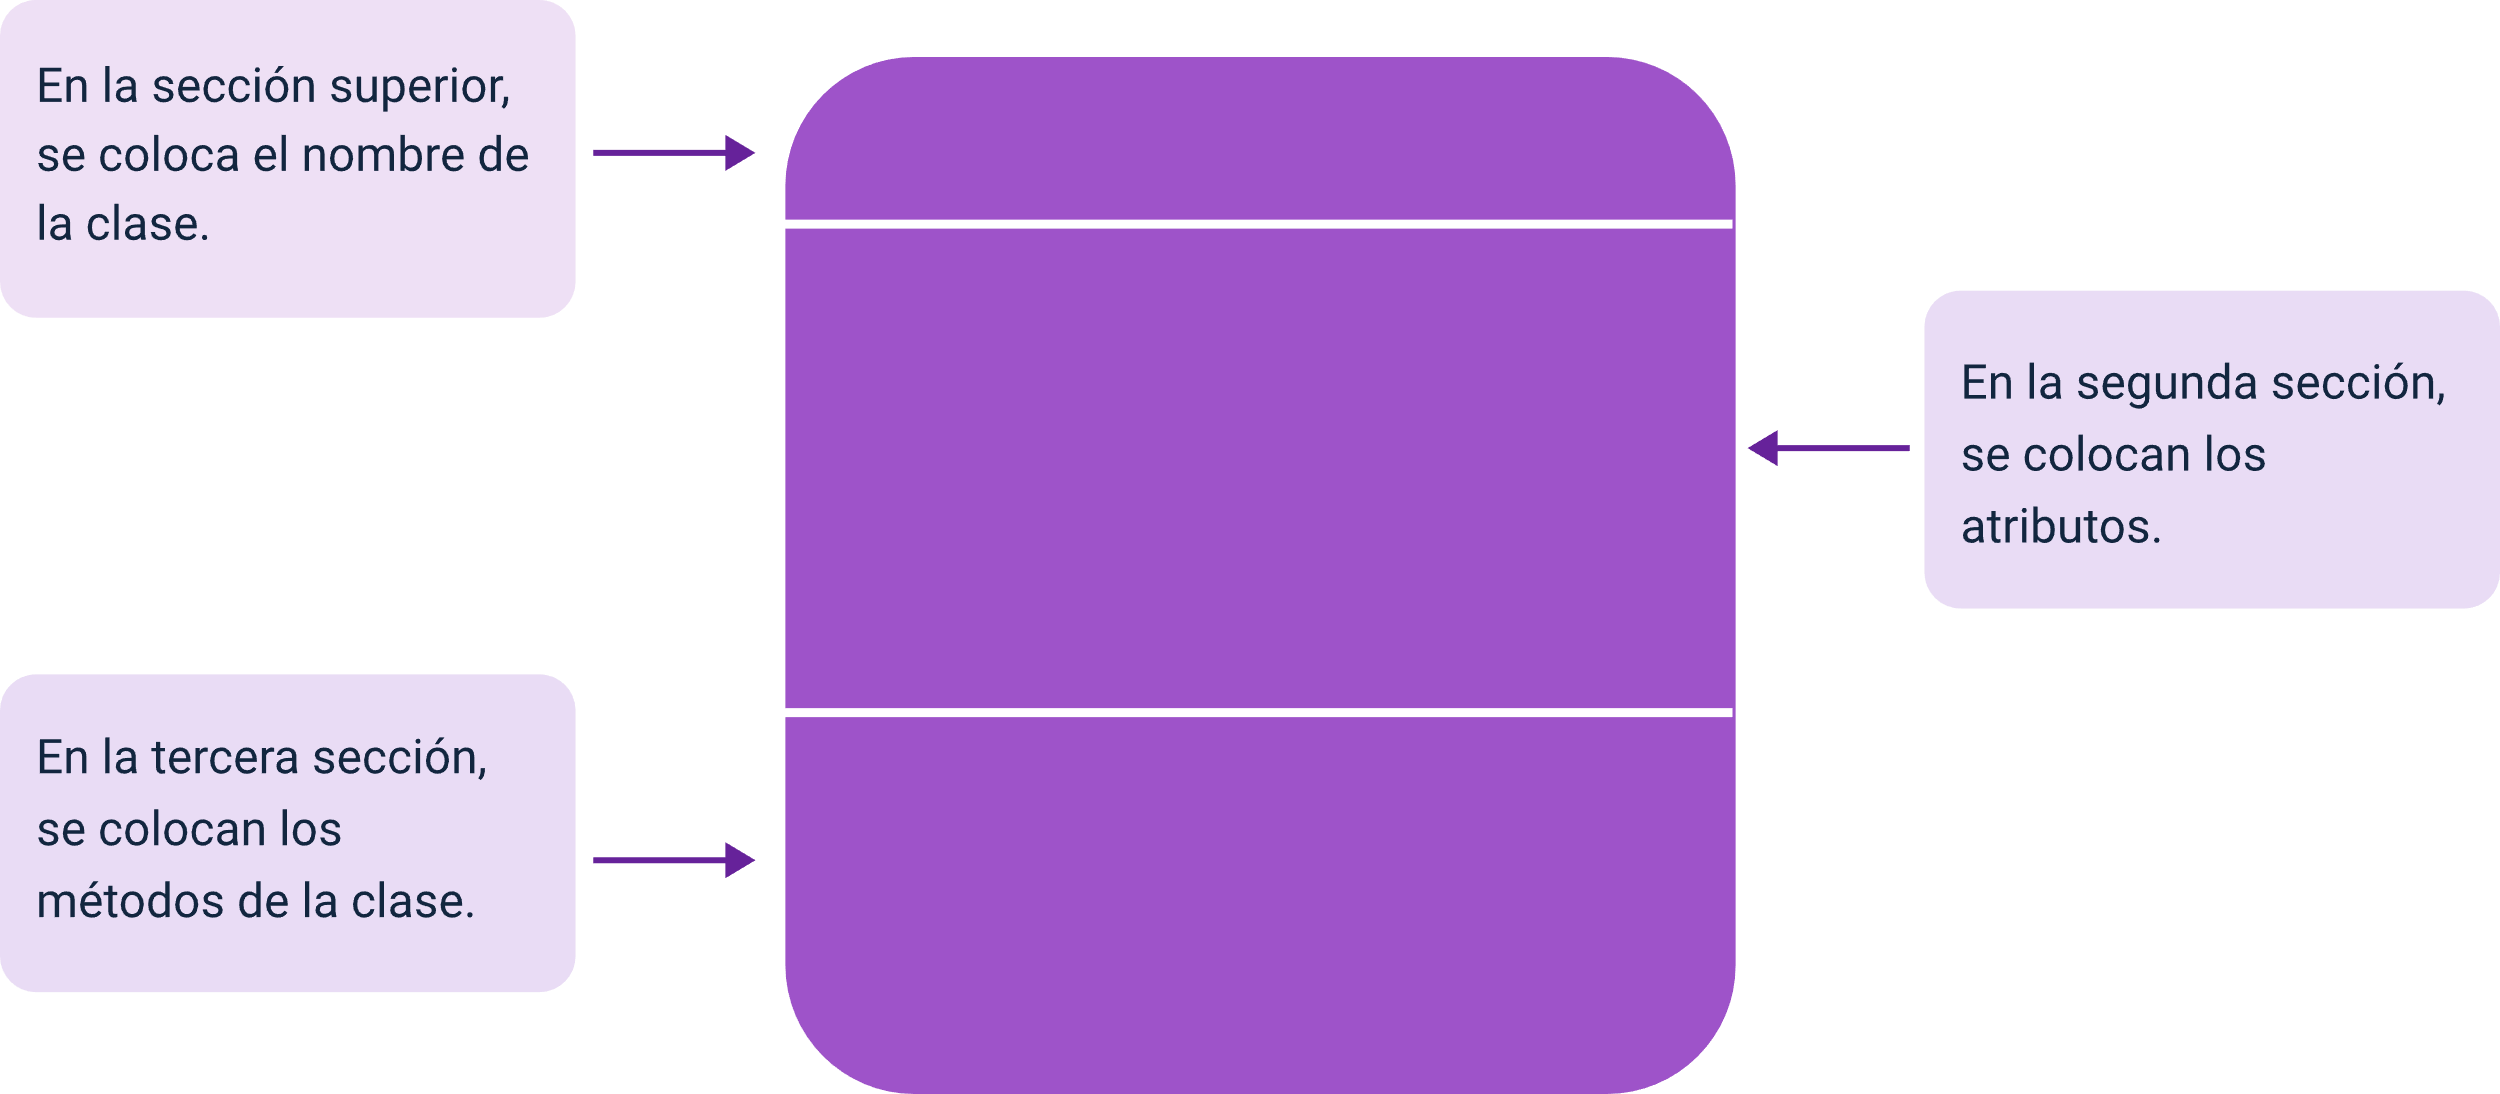 En la sección superior,
se coloca el nombre de
la clase.
En la segunda sección,
se colocan los
atributos.
En la tercera sección,
se colocan los
métodos de la clase.